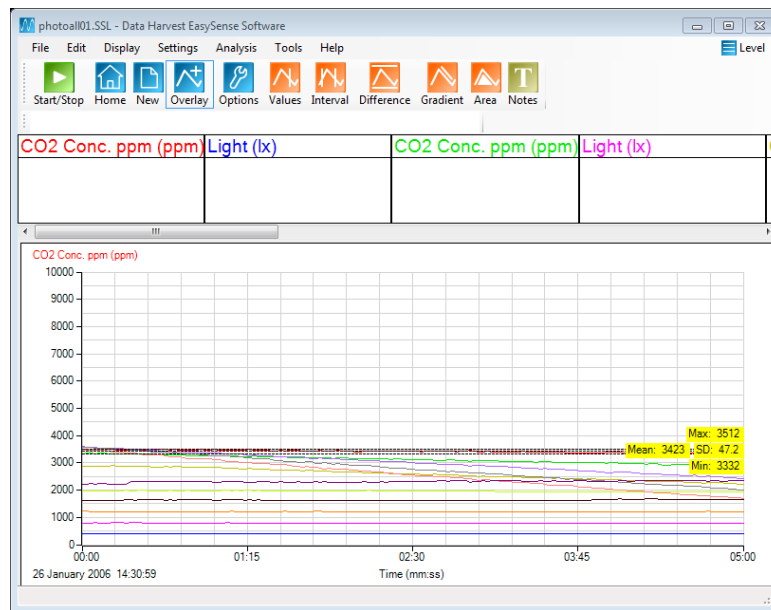 photoall01.SSL - Data Harvest EasySense Software
File Edit Display Settings Analysis Tools Help Level
Start/Stop Home New Overlay Options Values Interval Difference Gradient Area Notes
CO2 Conc. ppm (ppm) Light (lx) CO2 Conc. ppm (ppm) Light (lx)
CO2 Conc. ppm (ppm)
10000
9000
8000
7000
6000
5000
4000
Max: 3512
Mean: 3423 SD: 47.2
3000
Min: 3332
2000
1000
0
00:00 01:15 02:30 03:45 05:00
26 January 2006 14:30:59 Time (mm:ss)